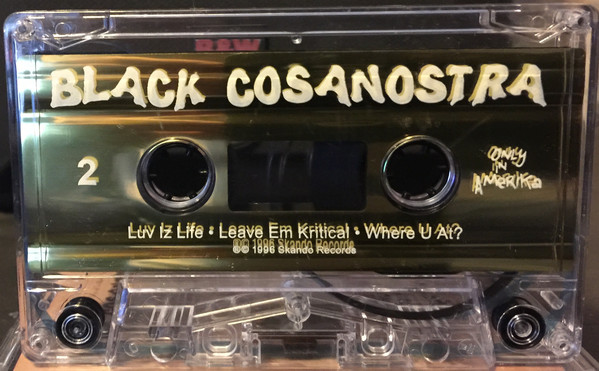 R&W
BLACK COSANOSTRA
2
ONLY
IN
AMERIKA
Luv Iz Life • Leave Em Kritical • Where U At?
℗© 1996 Skando Records